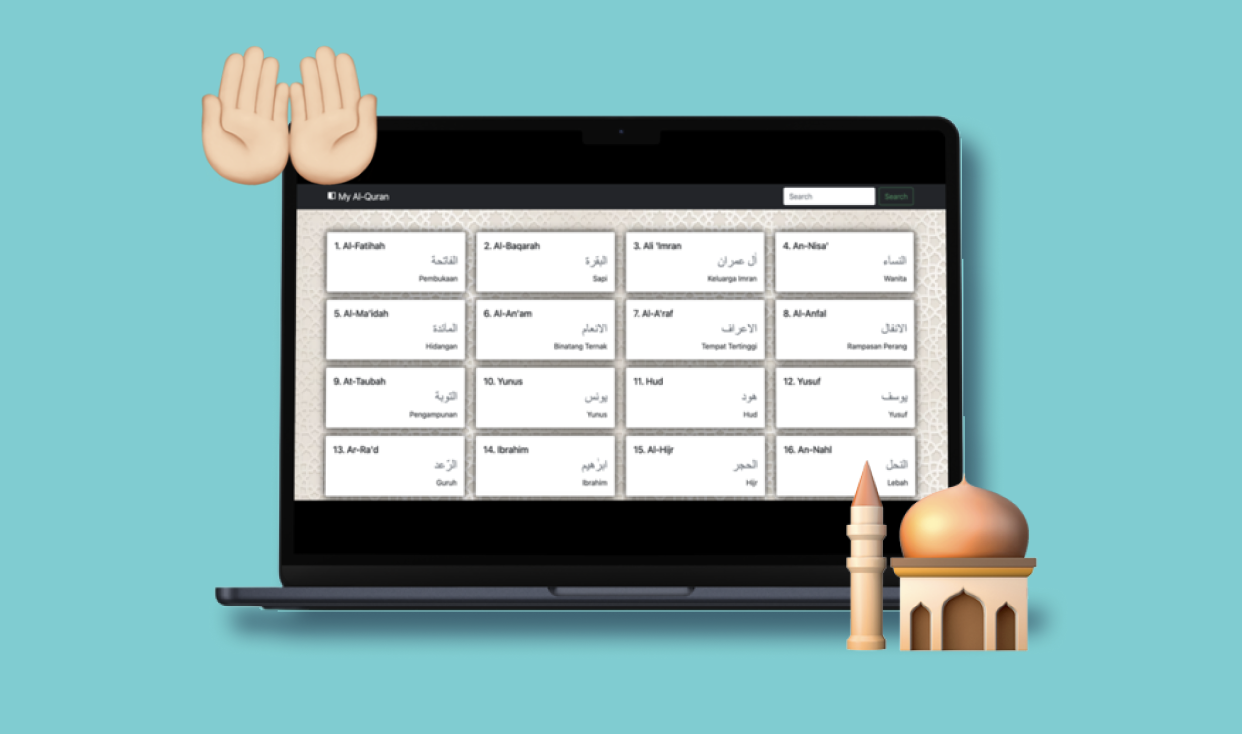 My Al-Quran
Search
Search
1. Al-Fatihah
الفاتحة
Pembukaan
2. Al-Baqarah
البقرة
Sapi
3. Ali 'Imran
اٰل عمران
Keluarga Imran
4. An-Nisa'
النساء
Wanita
5. Al-Ma'idah
المائدة
Hidangan
6. Al-An'am
الانعام
Binatang Ternak
7. Al-A'raf
الاعراف
Tempat Tertinggi
8. Al-Anfal
الانفال
Rampasan Perang
9. At-Taubah
التوبة
Pengampunan
10. Yunus
يونس
Yunus
11. Hud
هود
Hud
12. Yusuf
يوسف
Yusuf
13. Ar-Ra'd
الرّعد
Guruh
14. Ibrahim
ابرٰهيم
Ibrahim
15. Al-Hijr
الحجر
Hijr
16. An-Nahl
النحل
Lebah